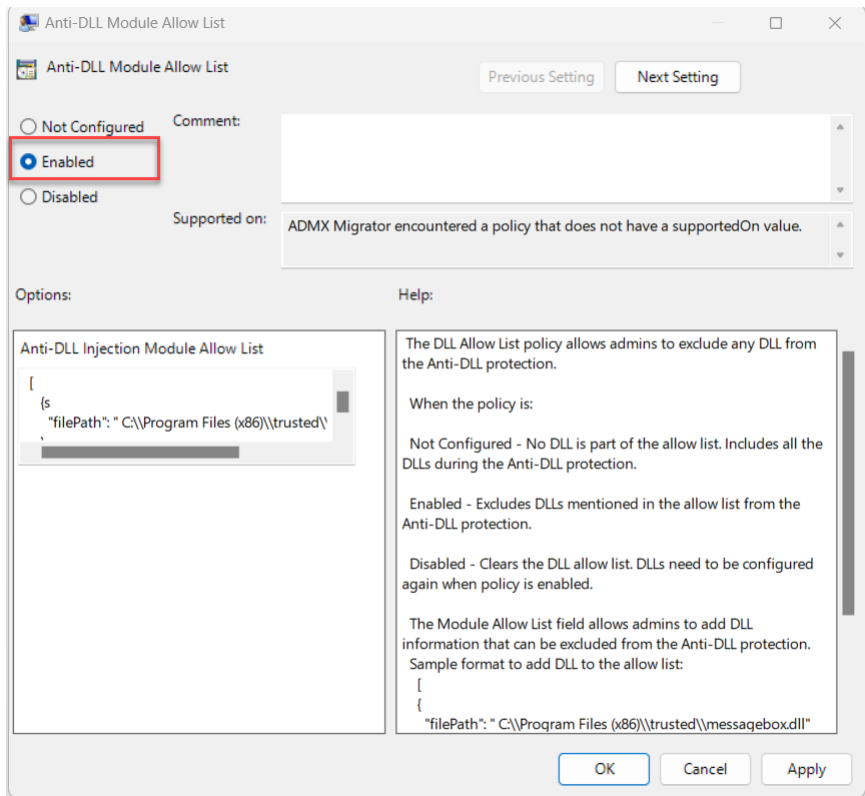 Anti-DLL Module Allow List
Anti-DLL Module Allow List
Previous Setting
Next Setting
Not Configured
Comment:
Enabled
Disabled
Supported on:
ADMX Migrator encountered a policy that does not have a supportedOn value.
Options:
Help:
Anti-DLL Injection Module Allow List
[
{s
"filePath": " C:\\Program Files (x86)\\trusted\'
The DLL Allow List policy allows admins to exclude any DLL from
the Anti-DLL protection.
When the policy is:
Not Configured - No DLL is part of the allow list. Includes all the
DLLs during the Anti-DLL protection.
Enabled - Excludes DLLs mentioned in the allow list from the
Anti-DLL protection.
Disabled - Clears the DLL allow list. DLLs need to be configured
again when policy is enabled.
The Module Allow List field allows admins to add DLL
information that can be excluded from the Anti-DLL protection.
Sample format to add DLL to the allow list:
[
{
"filePath": " C:\\Program Files (x86)\\trusted\\messagebox.dll"
OK
Cancel
Apply